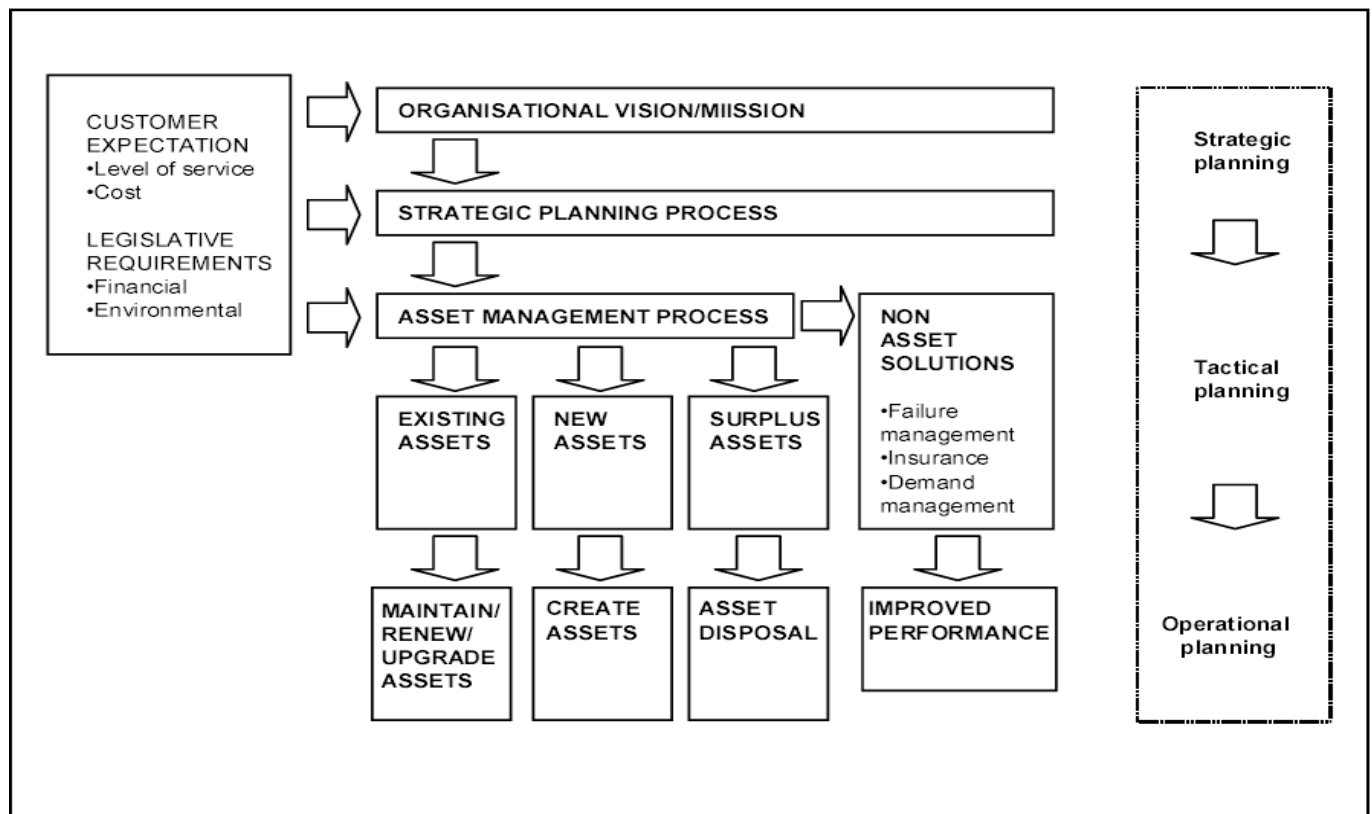 CUSTOMER
EXPECTATION
•Level of service
•Cost
LEGISLATIVE
REQUIREMENTS
•Financial
•Environmental
ORGANISATIONAL VISION/MIISSION
STRATEGIC PLANNING PROCESS
ASSET MANAGEMENT PROCESS
NON
ASSET
SOLUTIONS
•Failure
management
•Insurance
•Demand
management
EXISTING
ASSETS
NEW
ASSETS
SURPLUS
ASSETS
MAINTAIN/
RENEW/
UPGRADE
ASSETS
CREATE
ASSETS
ASSET
DISPOSAL
IMPROVED
PERFORMANCE
Strategic
planning
Tactical
planning
Operational
planning